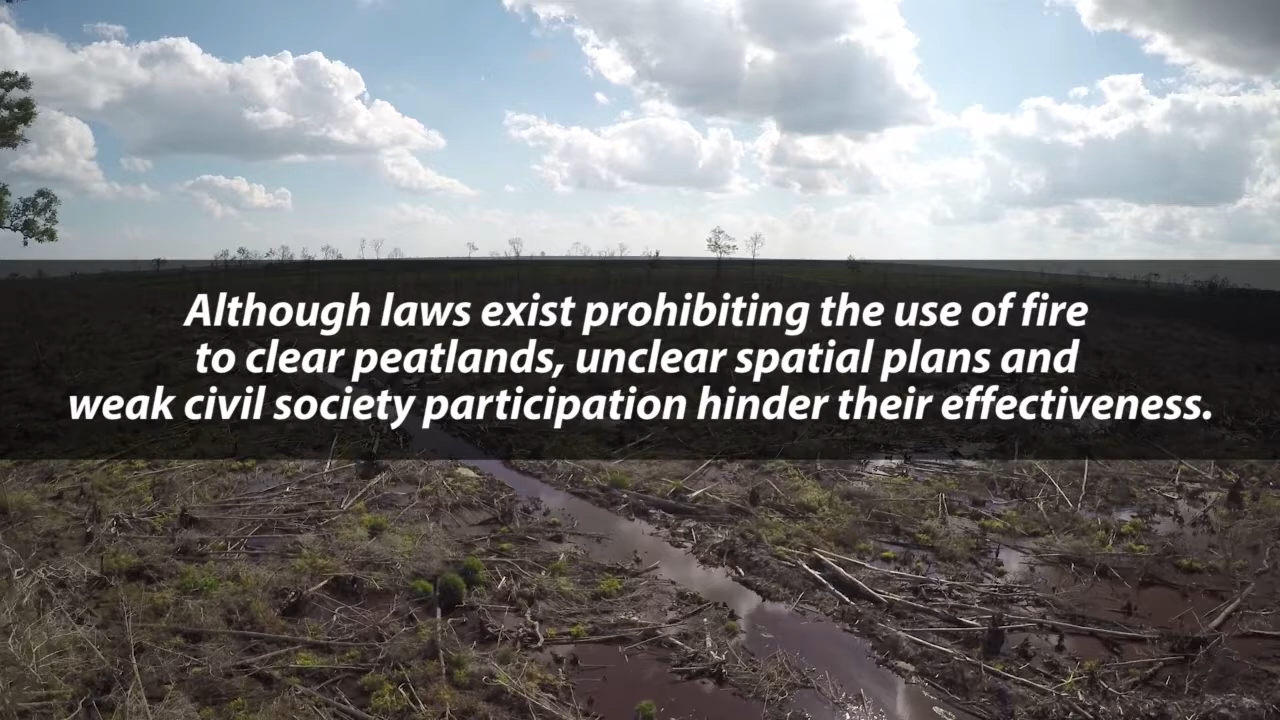 Although laws exist prohibiting the use of fire
to clear peatlands, unclear spatial plans and
weak civil society participation hinder their effectiveness.